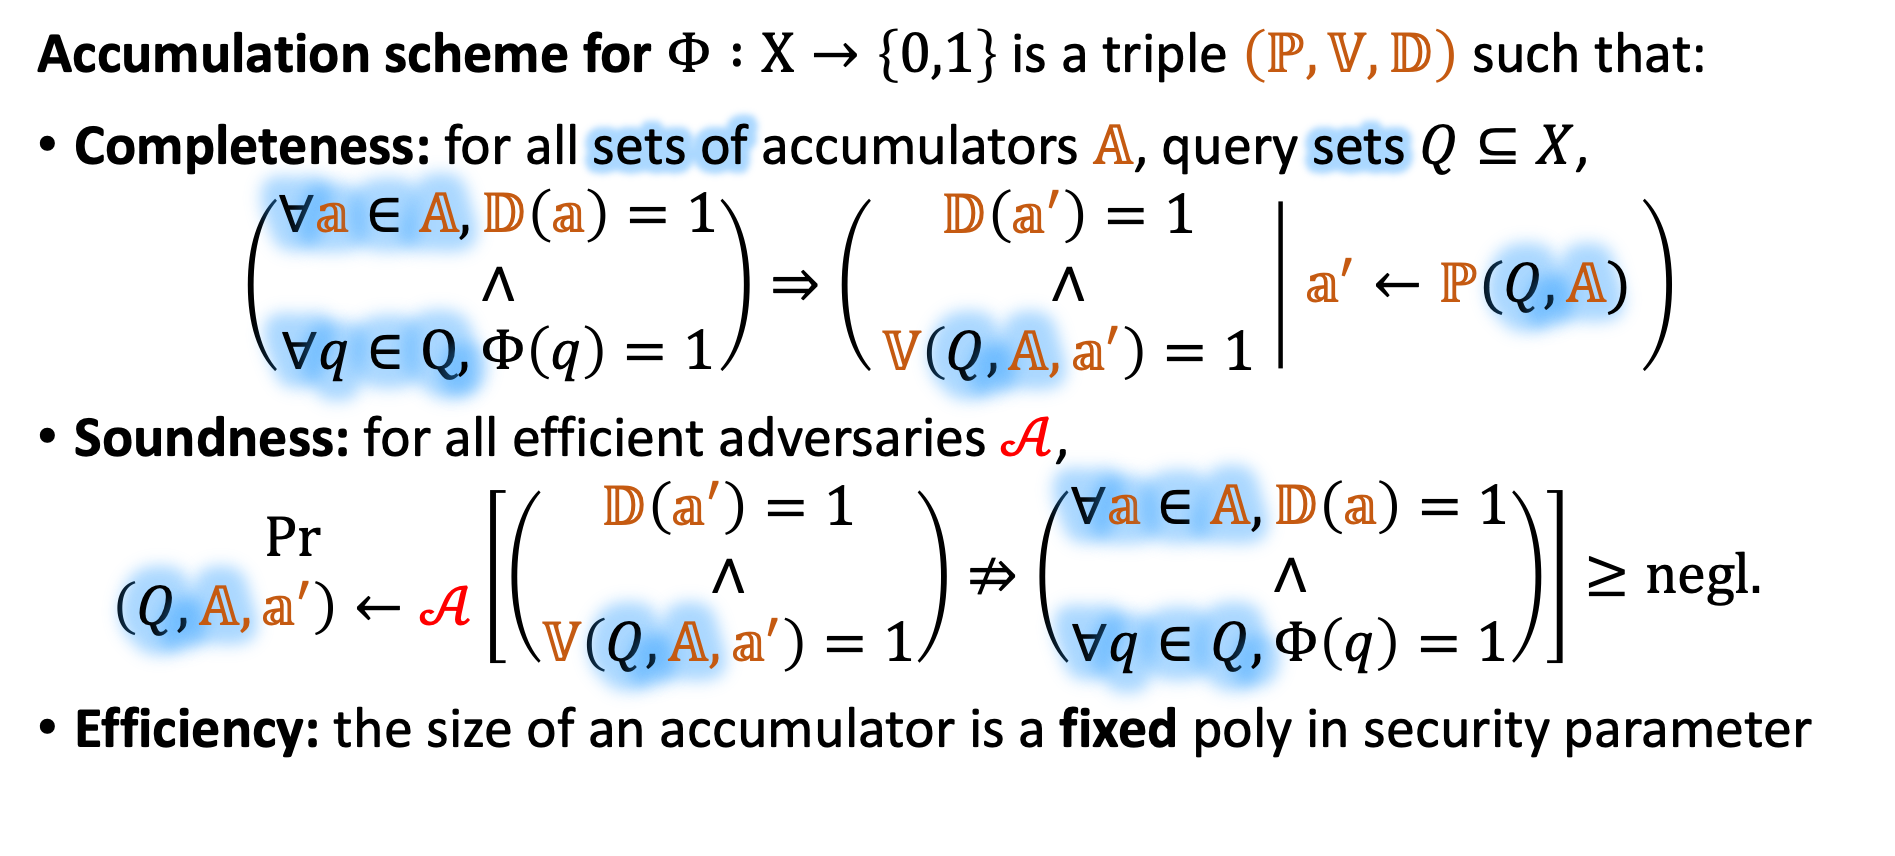 Accumulation scheme for Φ : X → {0,1} is a triple (ℙ, 𝕍, 𝔻) such that:
• Completeness: for all sets of accumulators 𝔸, query sets Q ⊆ X,
(∀𝕒 ∈ 𝔸, 𝔻(𝕒) = 1 ∧ ∀q ∈ Q, Φ(q) = 1) ⇒ (𝔻(𝕒′) = 1 ∧ 𝕍(Q, 𝔸, 𝕒′) = 1 | 𝕒′ ← ℙ(Q, 𝔸))
• Soundness: for all efficient adversaries 𝓐,
Pr (Q, 𝔸, 𝕒′) ← 𝓐 [(𝔻(𝕒′) = 1 ∧ 𝕍(Q, 𝔸, 𝕒′) = 1) ⇏ (∀𝕒 ∈ 𝔸, 𝔻(𝕒) = 1 ∧ ∀q ∈ Q, Φ(q) = 1)] ≥ negl.
• Efficiency: the size of an accumulator is a fixed poly in security parameter